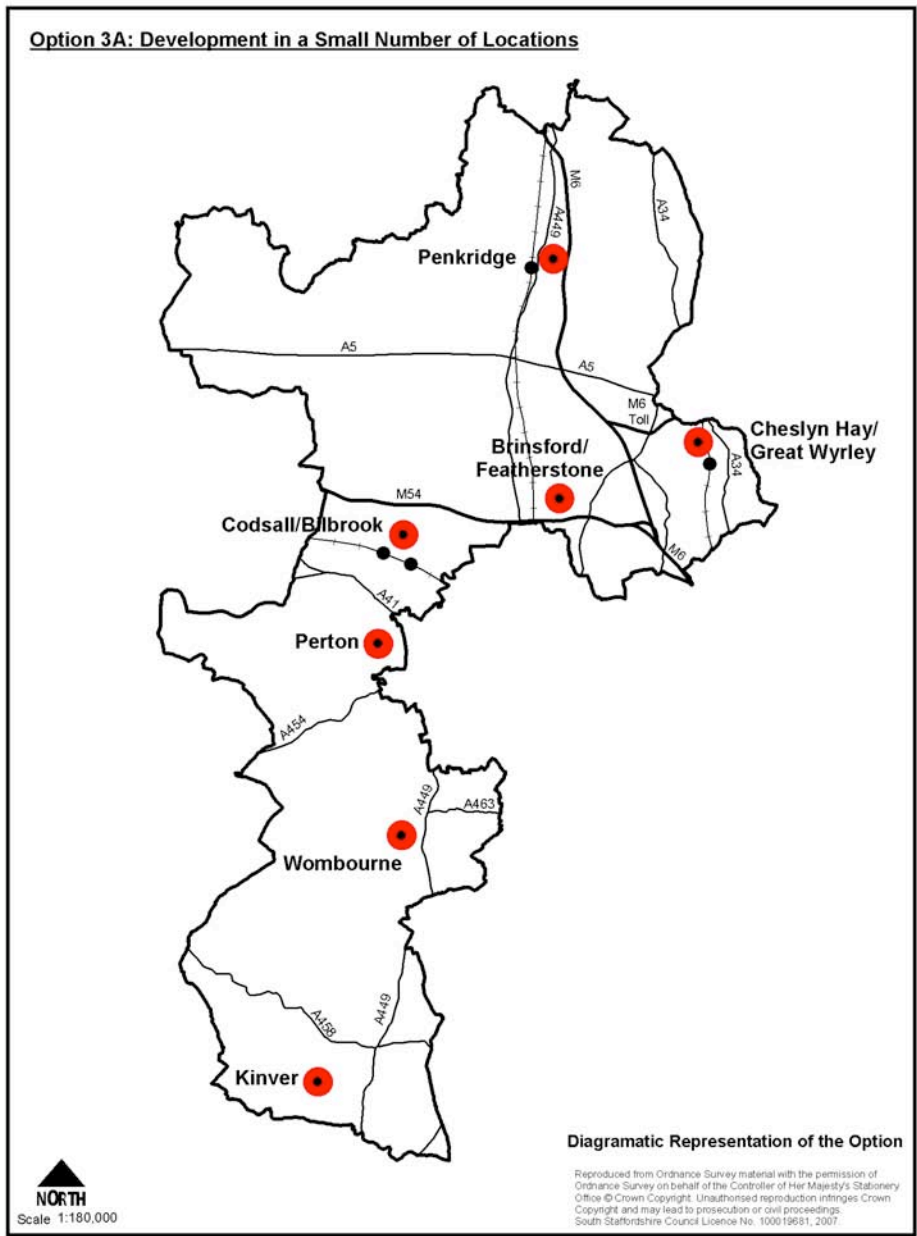 Option 3A: Development in a Small Number of Locations
M6
A34
A449
Penkridge
A5
A5
M6
Toll
Cheslyn Hay/
Great Wyrley
A34
Brinsford/
Featherstone
M54
Codsall/Bilbrook
M6
A41
Perton
A454
A449
A463
Wombourne
A449
A458
Kinver
Diagramatic Representation of the Option
NORTH
Scale 1:180,000
Reproduced from Ordnance Survey material with the permission of
Ordnance Survey on behalf of the Controller of Her Majesty's Stationery
Office © Crown Copyright. Unauthorised reproduction infringes Crown
Copyright and may lead to prosecution or civil proceedings.
South Staffordshire Council Licence No. 100019681, 2007.